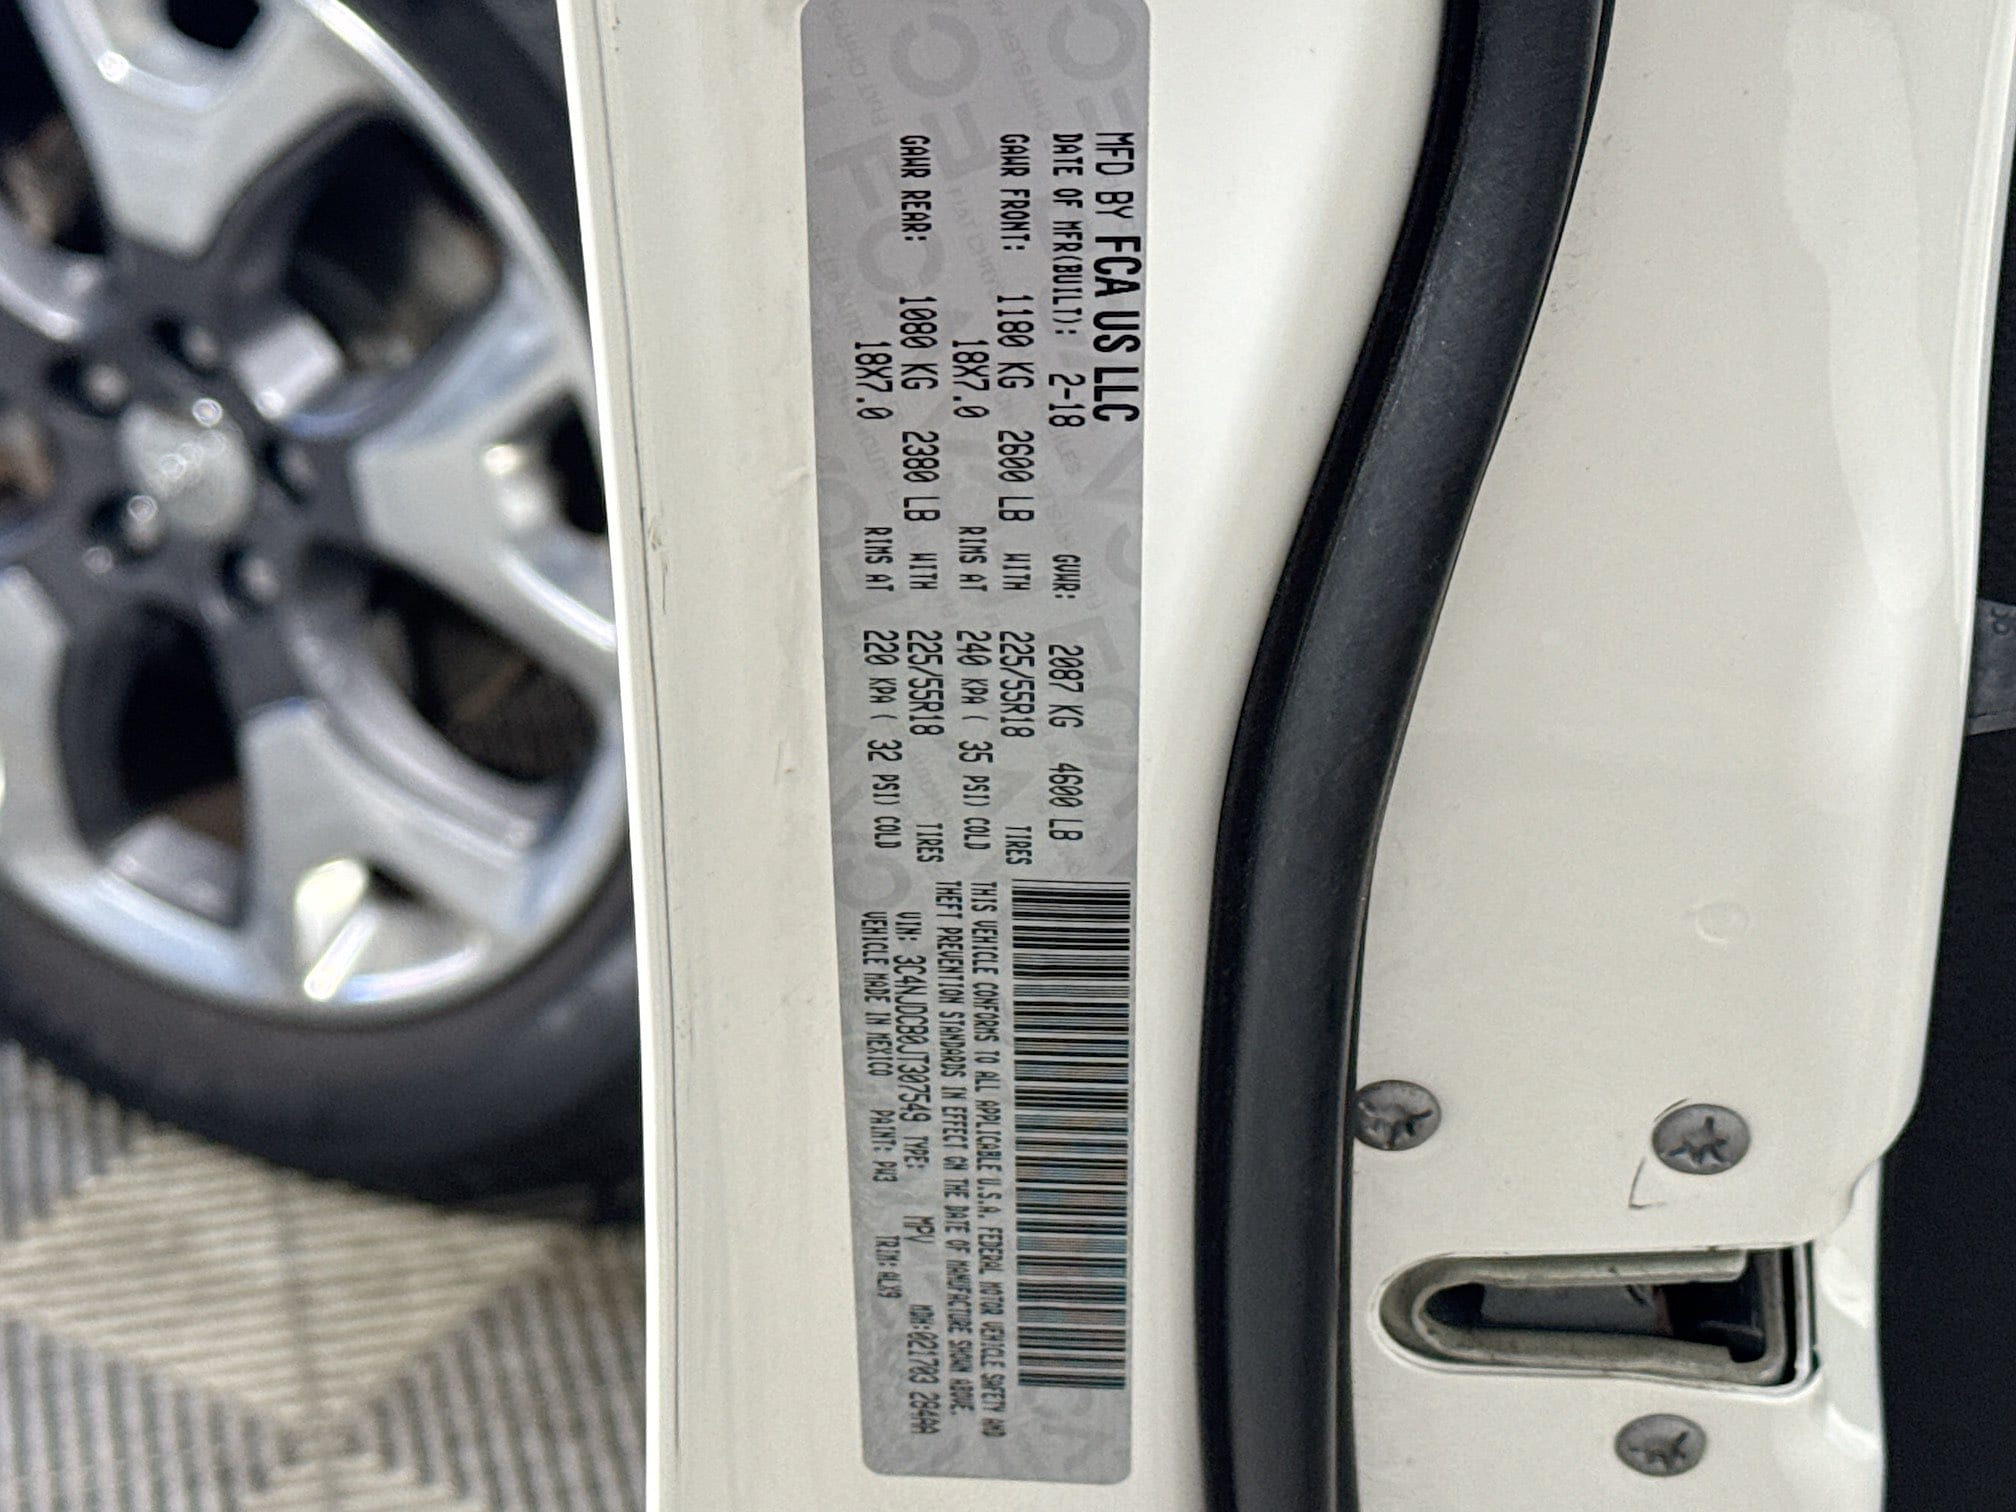 MFD BY FCA US LLC
DATE OF MFR(BUILT): 2-18 GVWR: 2087 KG 4600 LB
GAWR FRONT: 1180 KG 2600 LB WITH 225/55R18 TIRES
18X7.0 RIMS AT 240 KPA ( 35 PSI) COLD
GAWR REAR: 1080 KG 2380 LB WITH 225/55R18 TIRES
18X7.0 RIMS AT 220 KPA ( 32 PSI) COLD
THIS VEHICLE CONFORMS TO ALL APPLICABLE U.S.A. FEDERAL MOTOR VEHICLE SAFETY AND
THEFT PREVENTION STANDARDS IN EFFECT ON THE DATE OF MANUFACTURE SHOWN ABOVE.
VIN: 3C4NJDCB0JT307549 TYPE: MPV MDH:021703 284AA
VEHICLE MADE IN MEXICO PAINT: PW3 TRIM: ALX9